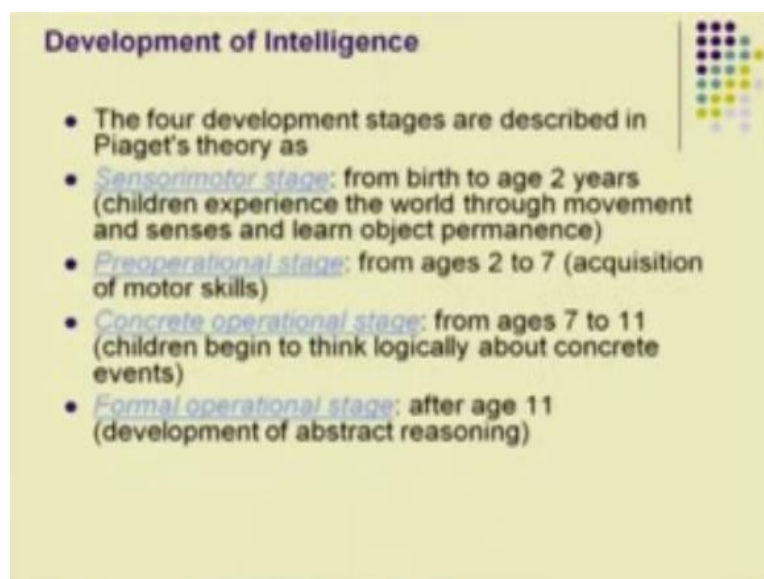 Development of Intelligence
• The four development stages are described in
Piaget's theory as
• Sensorimotor stage: from birth to age 2 years
(children experience the world through movement
and senses and learn object permanence)
• Preoperational stage: from ages 2 to 7 (acquisition
of motor skills)
• Concrete operational stage: from ages 7 to 11
(children begin to think logically about concrete
events)
• Formal operational stage: after age 11
(development of abstract reasoning)